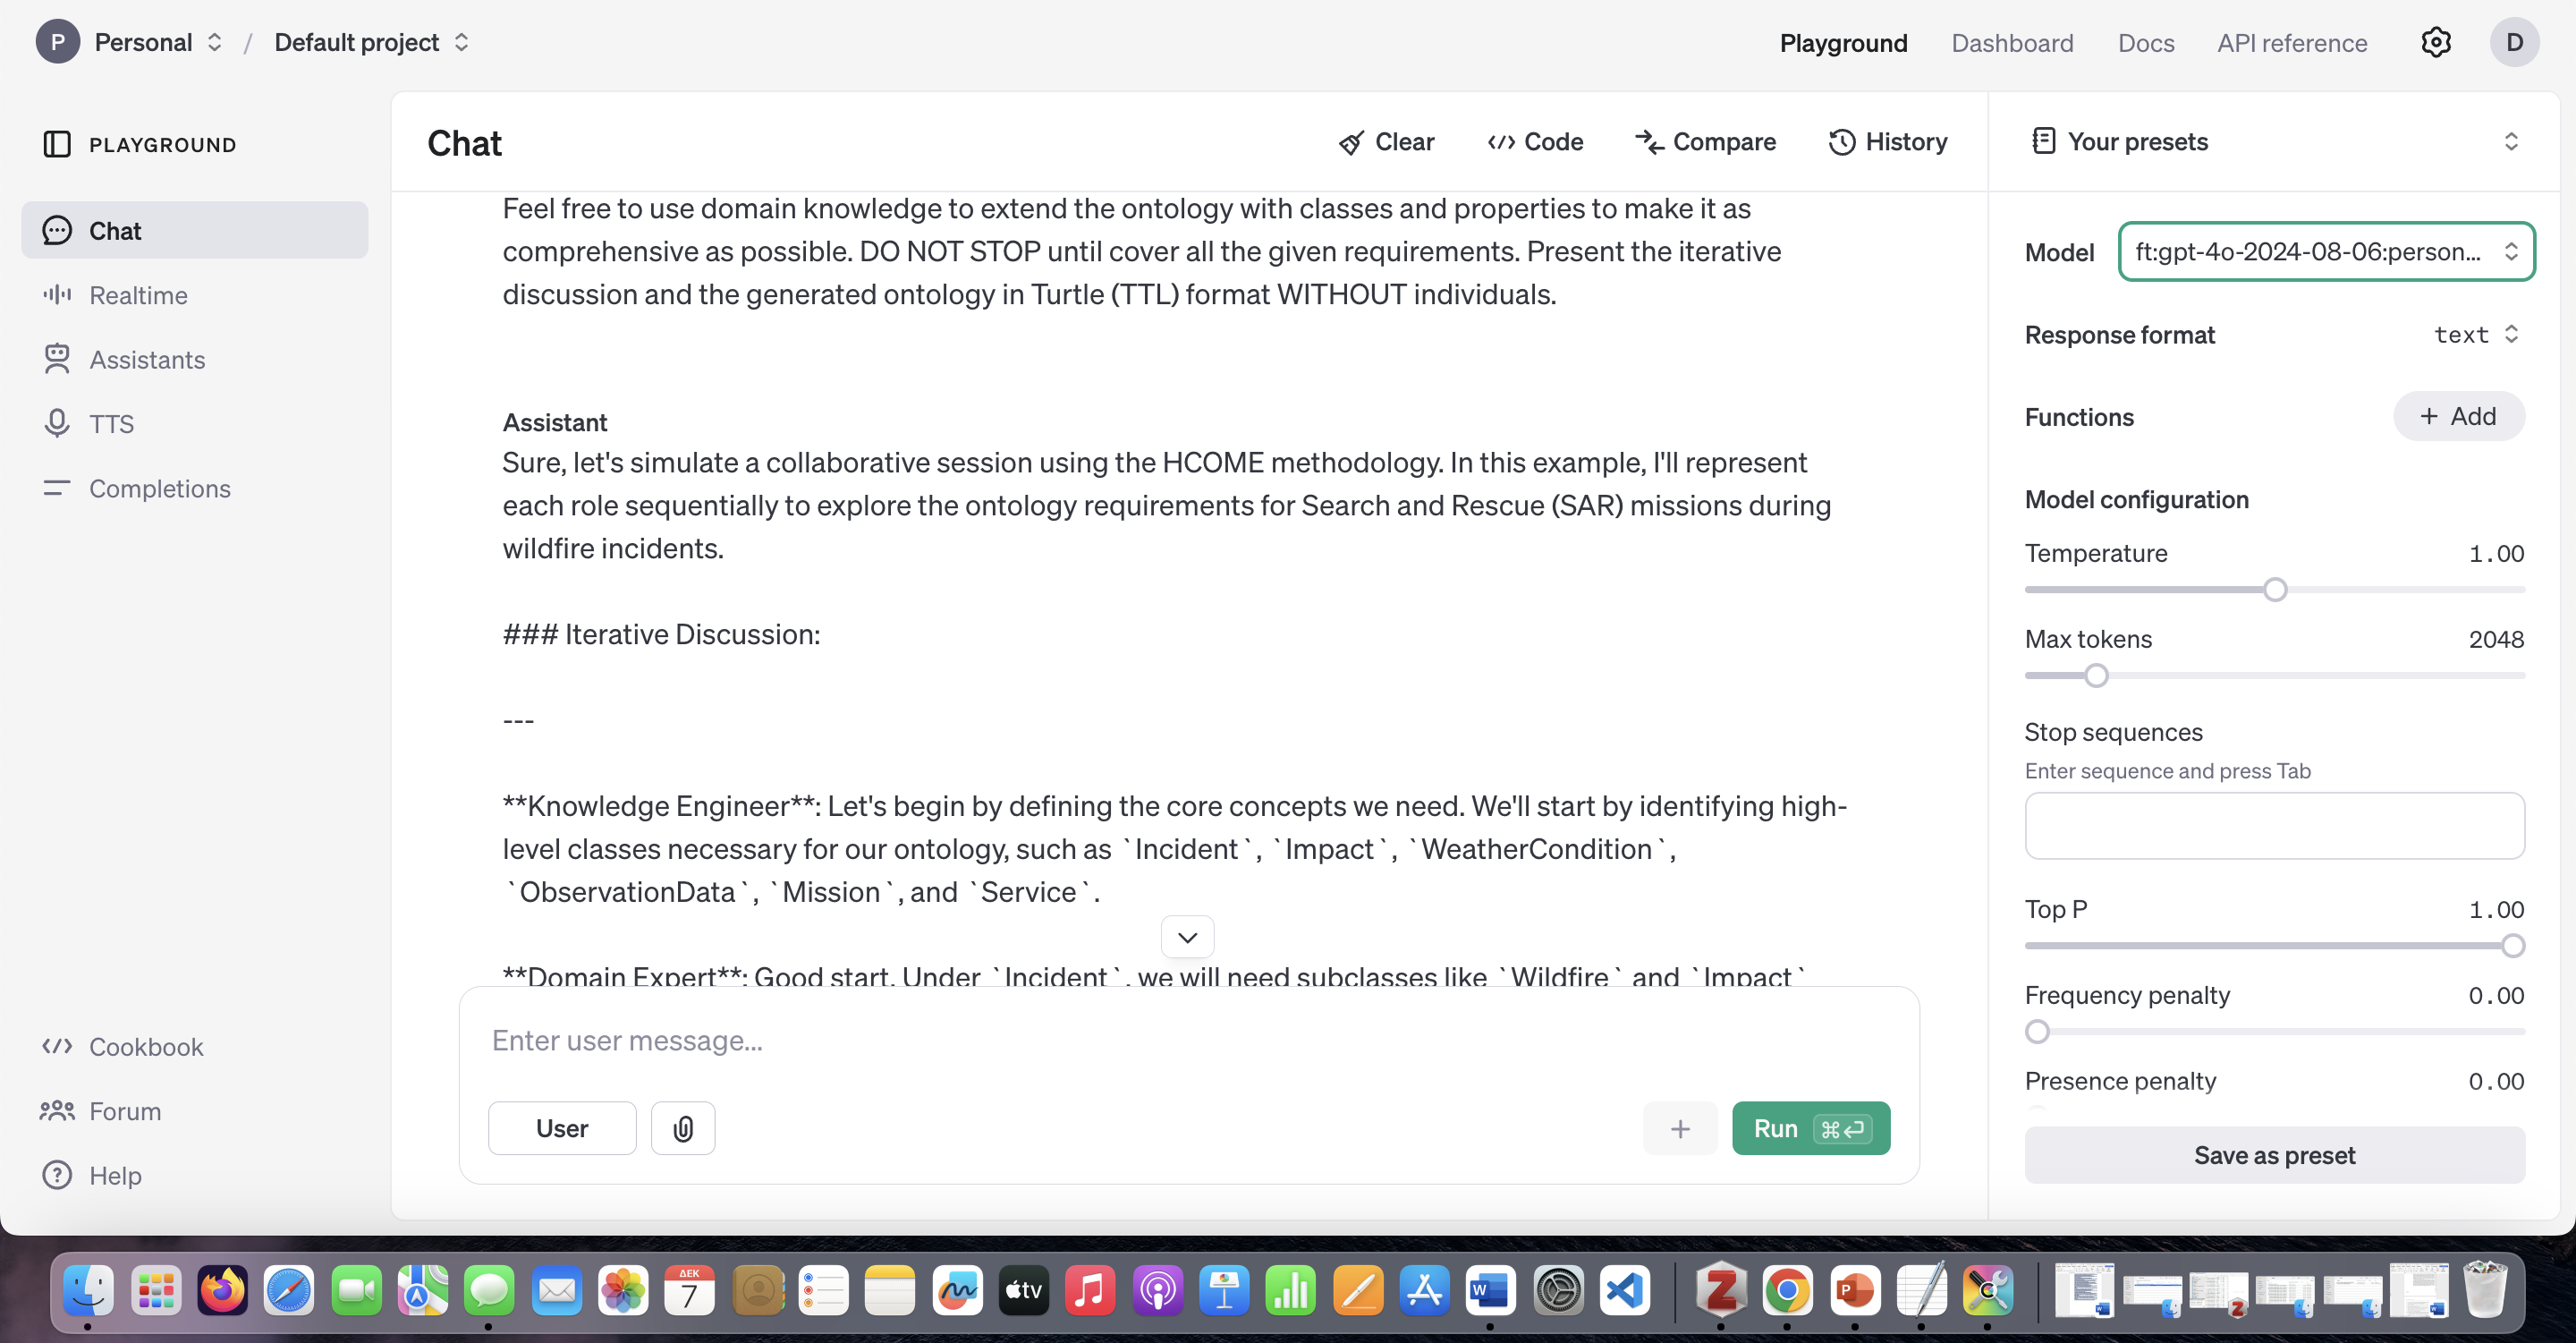 P Personal / Default project
Playground Dashboard Docs API reference D
PLAYGROUND
Chat
Realtime
Assistants
TTS
Completions
Cookbook
Forum
Help
Chat
Clear Code Compare History
Feel free to use domain knowledge to extend the ontology with classes and properties to make it as
comprehensive as possible. DO NOT STOP until cover all the given requirements. Present the iterative
discussion and the generated ontology in Turtle (TTL) format WITHOUT individuals.
Assistant
Sure, let's simulate a collaborative session using the HCOME methodology. In this example, I'll represent
each role sequentially to explore the ontology requirements for Search and Rescue (SAR) missions during
wildfire incidents.
### Iterative Discussion:
---
**Knowledge Engineer**: Let's begin by defining the core concepts we need. We'll start by identifying high-
level classes necessary for our ontology, such as `Incident`, `Impact`, `WeatherCondition`,
`ObservationData`, `Mission`, and `Service`.
**Domain Expert**: Good start. Under `Incident`, we will need subclasses like `Wildfire` and `Impact`
Enter user message...
User
Run ⌘
Your presets
Model ft:gpt-4o-2024-08-06:person...
Response format text
Functions + Add
Model configuration
Temperature 1.00
Max tokens 2048
Stop sequences
Enter sequence and press Tab
Top P 1.00
Frequency penalty 0.00
Presence penalty 0.00
Save as preset
ΔΕΚ
7
tv
W
Z
P